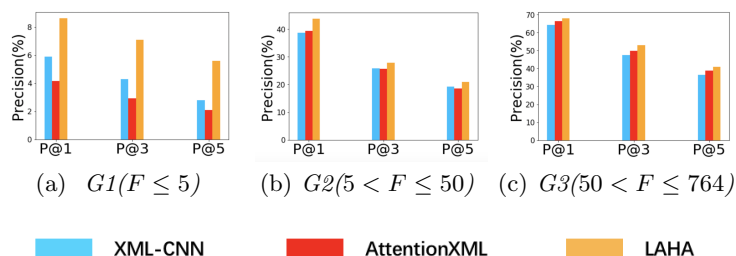 Precision(%)
8
6
4
2
0
P@1 P@3 P@5
(a) G1(F ≤ 5)
Precision(%)
40
30
20
10
0
P@1 P@3 P@5
(b) G2(5 < F ≤ 50)
Precision(%)
70
60
50
40
30
20
10
0
P@1 P@3 P@5
(c) G3(50 < F ≤ 764)
XML-CNN AttentionXML LAHA